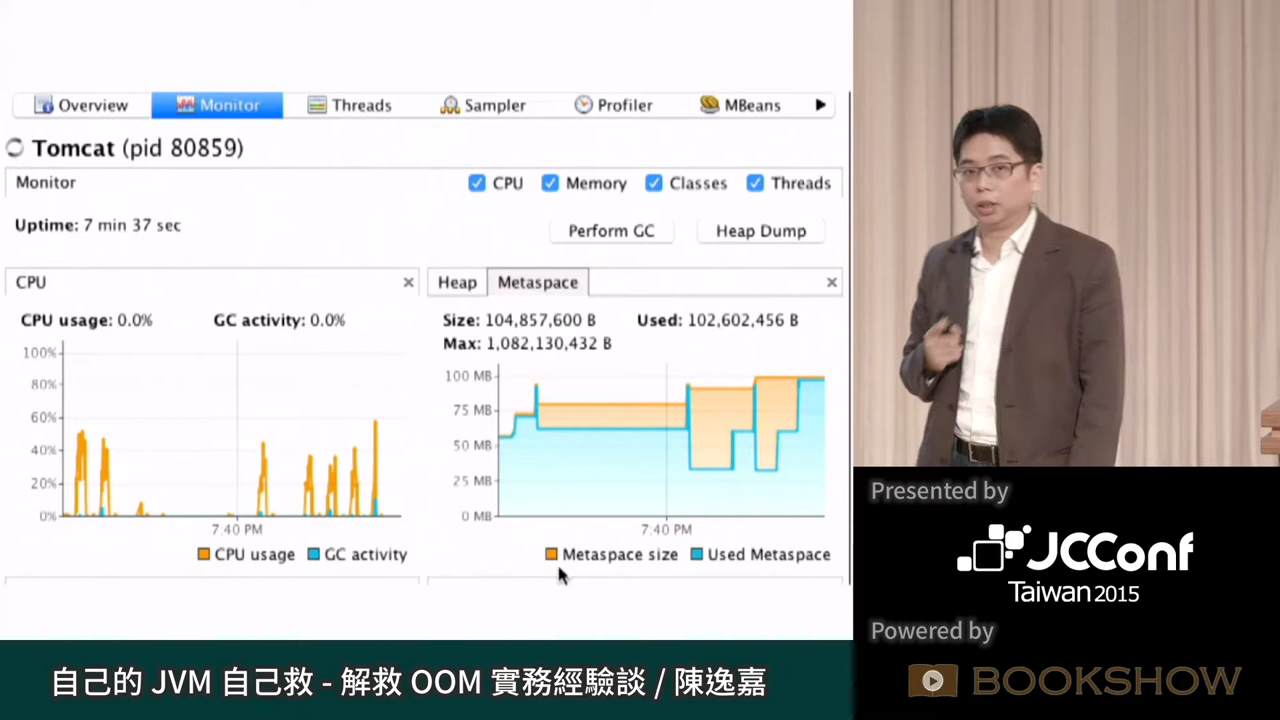 Overview
Monitor
Threads
Sampler
Profiler
MBeans
Tomcat (pid 80859)
Monitor
CPU
Memory
Classes
Threads
Uptime: 7 min 37 sec
Perform GC
Heap Dump
CPU
CPU usage: 0.0%
GC activity: 0.0%
100%
80%
60%
40%
20%
0%
7:40 PM
CPU usage
GC activity
Heap
Metaspace
Size: 104,857,600 B
Used: 102,602,456 B
Max: 1,082,130,432 B
100 MB
75 MB
50 MB
25 MB
0 MB
7:40 PM
Metaspace size
Used Metaspace
Presented by
JCConf
Taiwan 2015
Powered by
BOOKSHOW
自己的 JVM 自己救 - 解救 OOM 實務經驗談 / 陳逸嘉